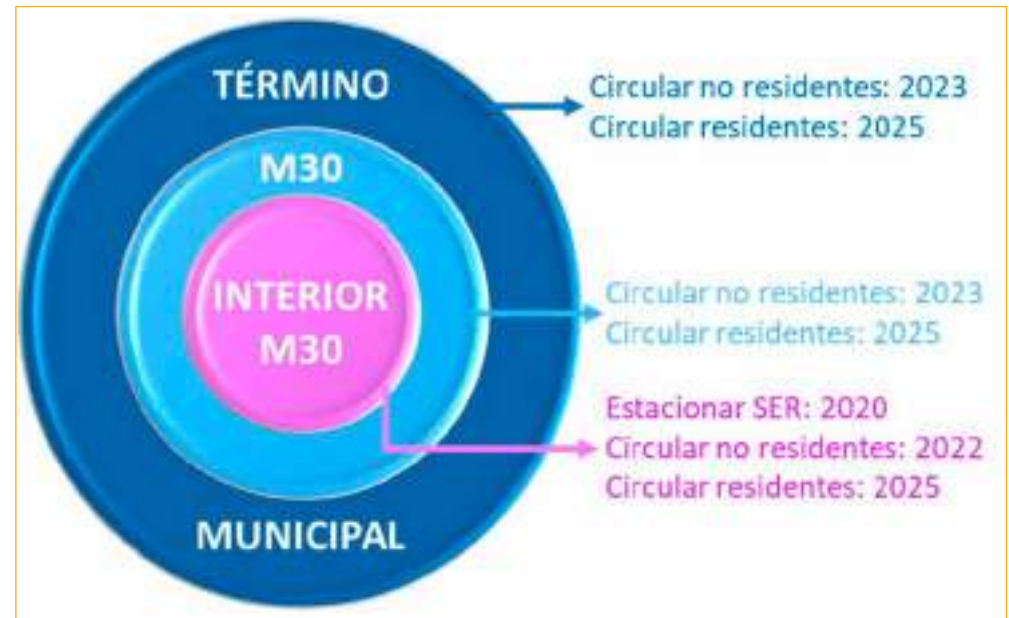 TÉRMINO
M30
INTERIOR
M30
MUNICIPAL
Circular no residentes: 2023
Circular residentes: 2025
Circular no residentes: 2023
Circular residentes: 2025
Estacionar SER: 2020
Circular no residentes: 2022
Circular residentes: 2025